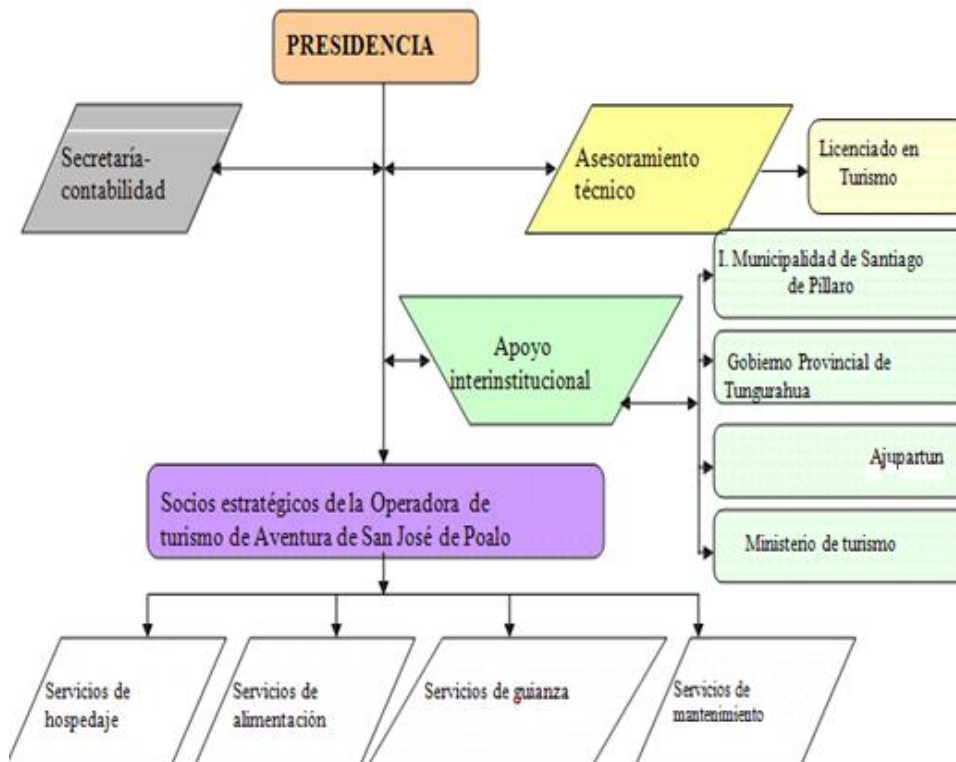 PRESIDENCIA
Secretaría-
contabilidad
Asesoramiento
técnico
Licenciado en
Turismo
I. Municipalidad de Santiago
de Píllaro
Apoyo
interinstitucional
Gobierno Provincial de
Tungurahua
Ajupartun
Ministerio de turismo
Socios estratégicos de la Operadora de
turismo de Aventura de San José de Poalo
Servicios de
hospedaje
Servicios de
alimentación
Servicios de guianza
Servicios de
mantenimiento